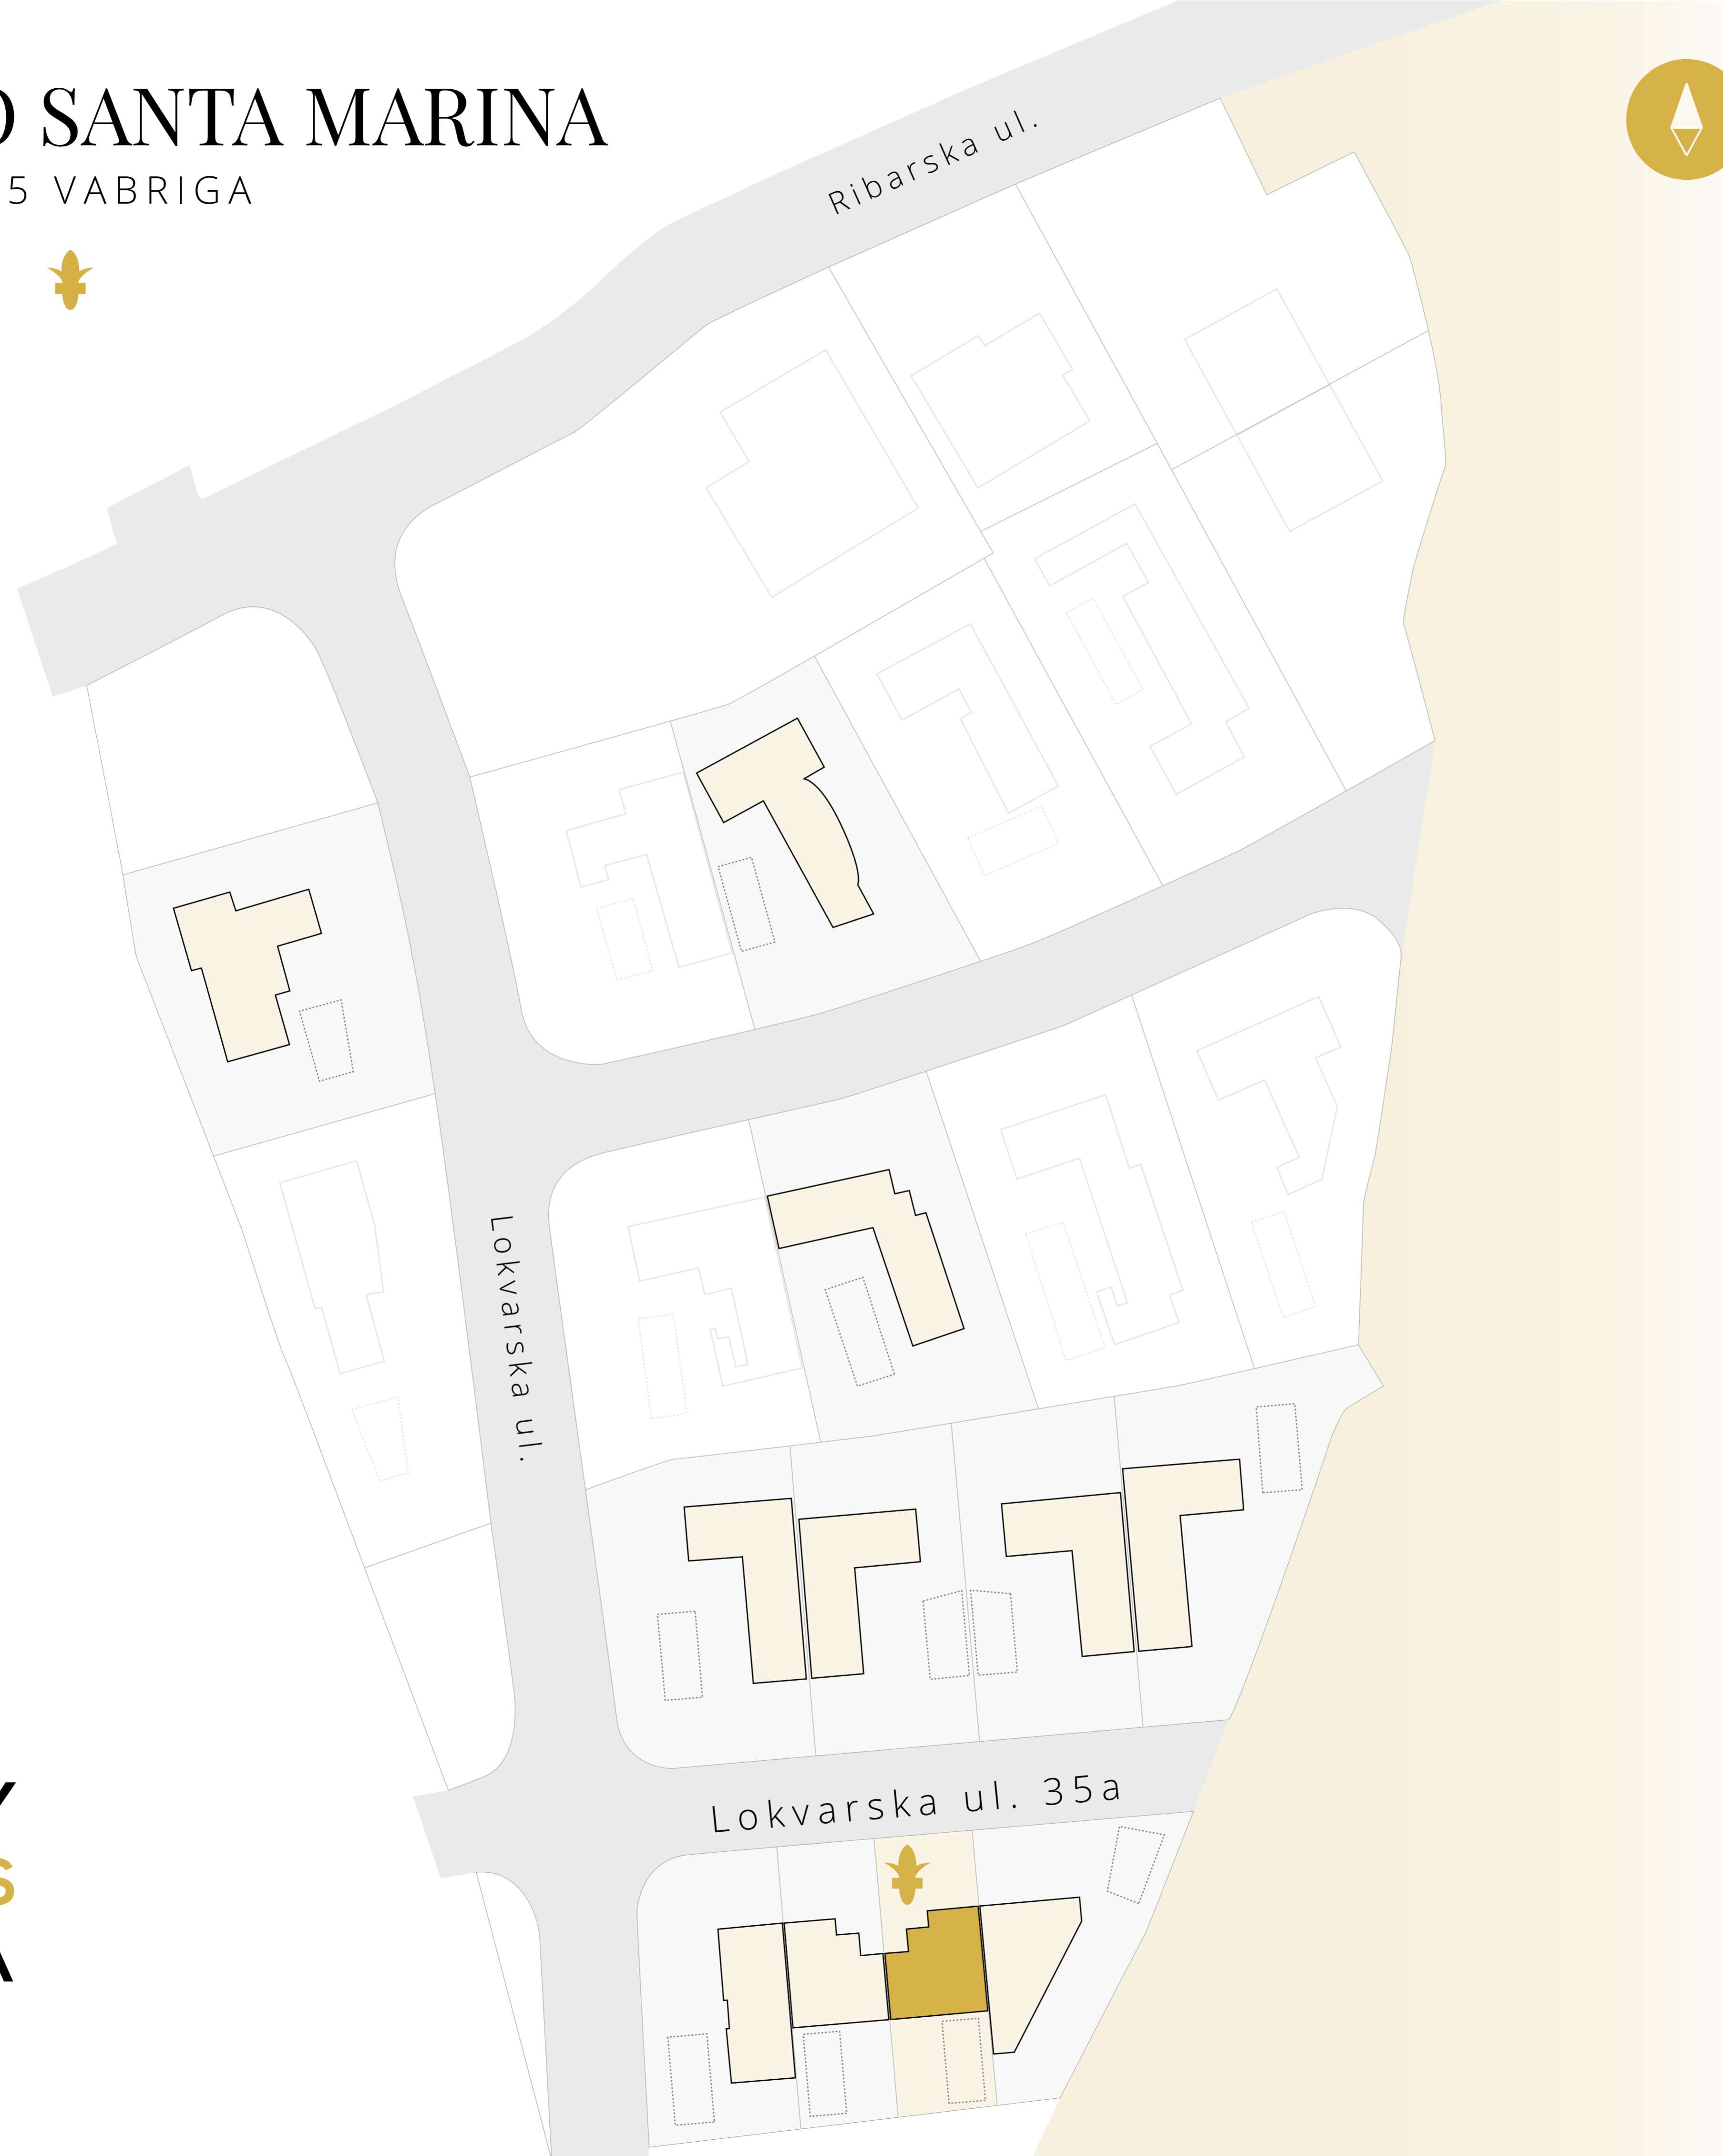 SANTA MARINA
5 VABRIGA
Ribarska ul.
Lokvarska ul.
Lokvarska ul. 35a